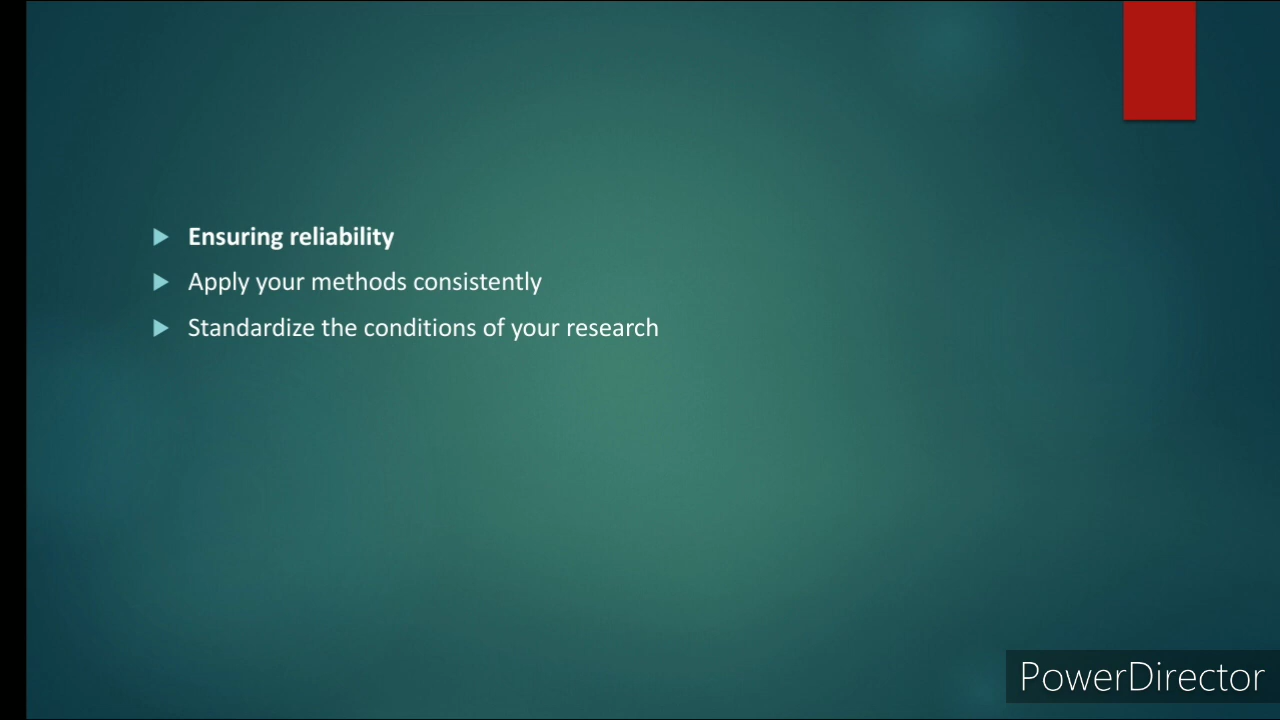 Ensuring reliability
Apply your methods consistently
Standardize the conditions of your research
PowerDirector